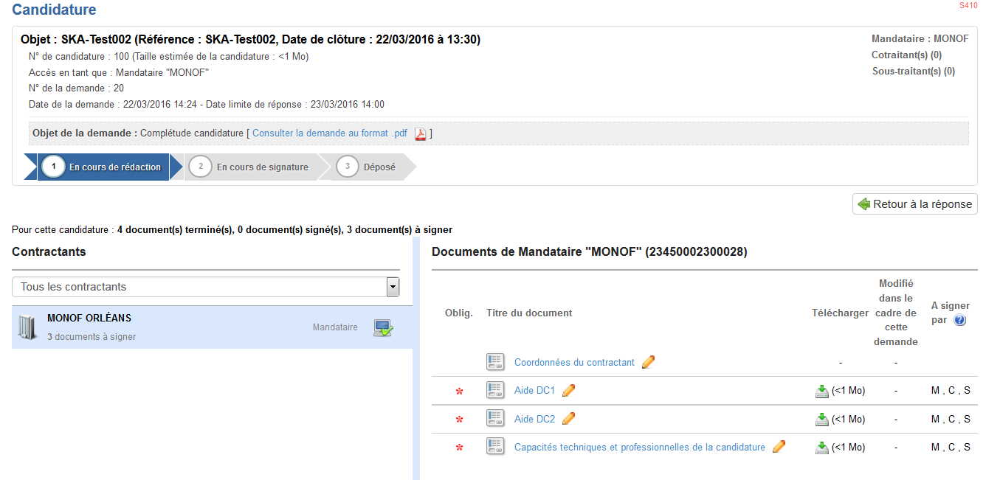 Candidature
S410
Objet : SKA-Test002 (Référence : SKA-Test002, Date de clôture : 22/03/2016 à 13:30)
Mandataire : MONOF
N° de candidature : 100 (Taille estimée de la candidature : <1 Mo)
Cotraitant(s) (0)
Accès en tant que : Mandataire "MONOF"
Sous-traitant(s) (0)
N° de la demande : 20
Date de la demande : 22/03/2016 14:24 - Date limite de réponse : 23/03/2016 14:00
Objet de la demande : Complétude candidature [ Consulter la demande au format .pdf ]
1 En cours de rédaction 2 En cours de signature 3 Déposé
Retour à la réponse
Pour cette candidature : 4 document(s) terminé(s), 0 document(s) signé(s), 3 document(s) à signer
Contractants
Tous les contractants
MONOF ORLÉANS
Mandataire
3 documents à signer
Documents de Mandataire "MONOF" (23450002300028)
Oblig. Titre du document Télécharger
Modifié
dans le
cadre de
cette
demande
A signer
par ?
Coordonnées du contractant - -
* Aide DC1 (<1 Mo) - M , C , S
* Aide DC2 (<1 Mo) - M , C , S
* Capacités techniques et professionnelles de la candidature (<1 Mo) - M , C , S